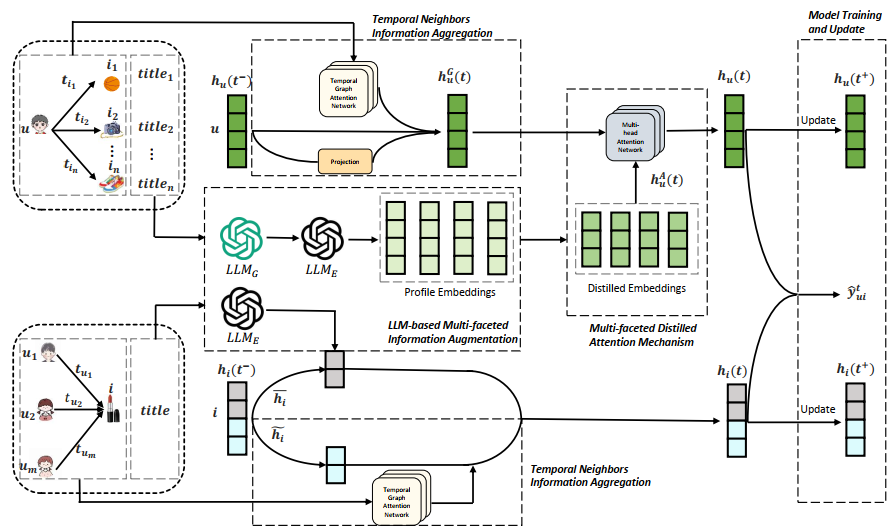 Temporal Neighbors
Information Aggregation
Model Training
and Update
u
t_{i_1}
t_{i_2}
t_{i_n}
i_1
i_2
⋮
i_n
title_1
title_2
⋮
title_n
h_u(t^-)
u
Temporal
Graph
Attention
Network
Projection
h_u^G(t)
Multi-
head
Attention
Network
h_u^A(t)
h_u(t)
Update
h_u(t^+)
LLM_G
LLM_E
Profile Embeddings
LLM_E
LLM-based Multi-faceted
Information Augmentation
Distilled Embeddings
Multi-faceted Distilled
Attention Mechanism
ŷ_{ui}^t
u_1
u_2
u_m
t_{u_1}
t_{u_2}
t_{u_m}
i
title
h_i(t^-)
i
\overline{h_i}
\widetilde{h_i}
Temporal
Graph
Attention
Network
Temporal Neighbors
Information Aggregation
h_i(t)
Update
h_i(t^+)